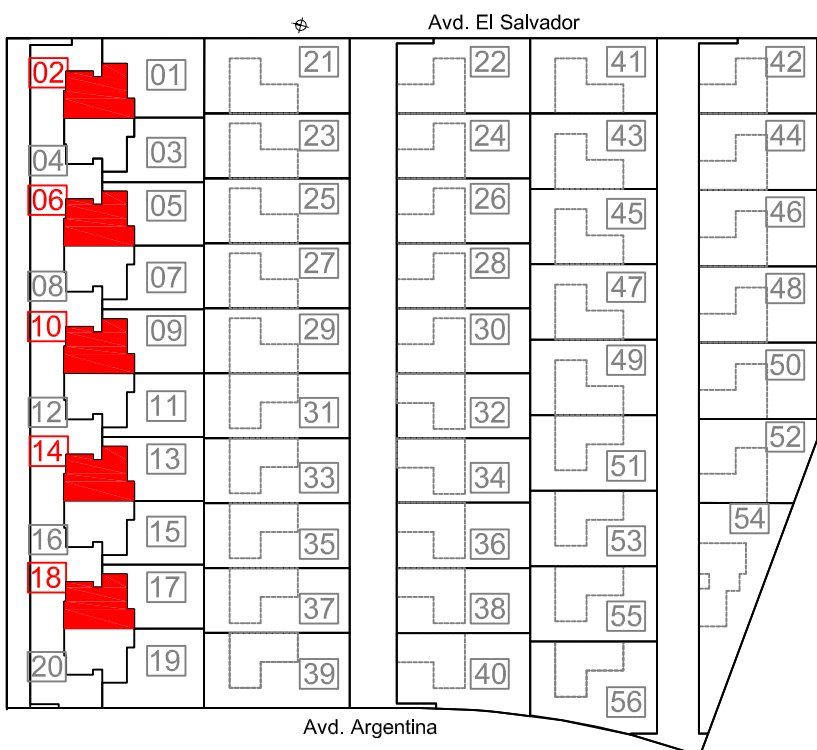 Avd. El Salvador
02 01 21 22 41 42
04 03 23 24 43 44
06 05 25 26 45 46
08 07 27 28 47 48
10 09 29 30 49 50
12 11 31 32 51 52
14 13 33 34 53 54
16 15 35 36 55
18 17 37 38 56
20 19 39 40
Avd. Argentina